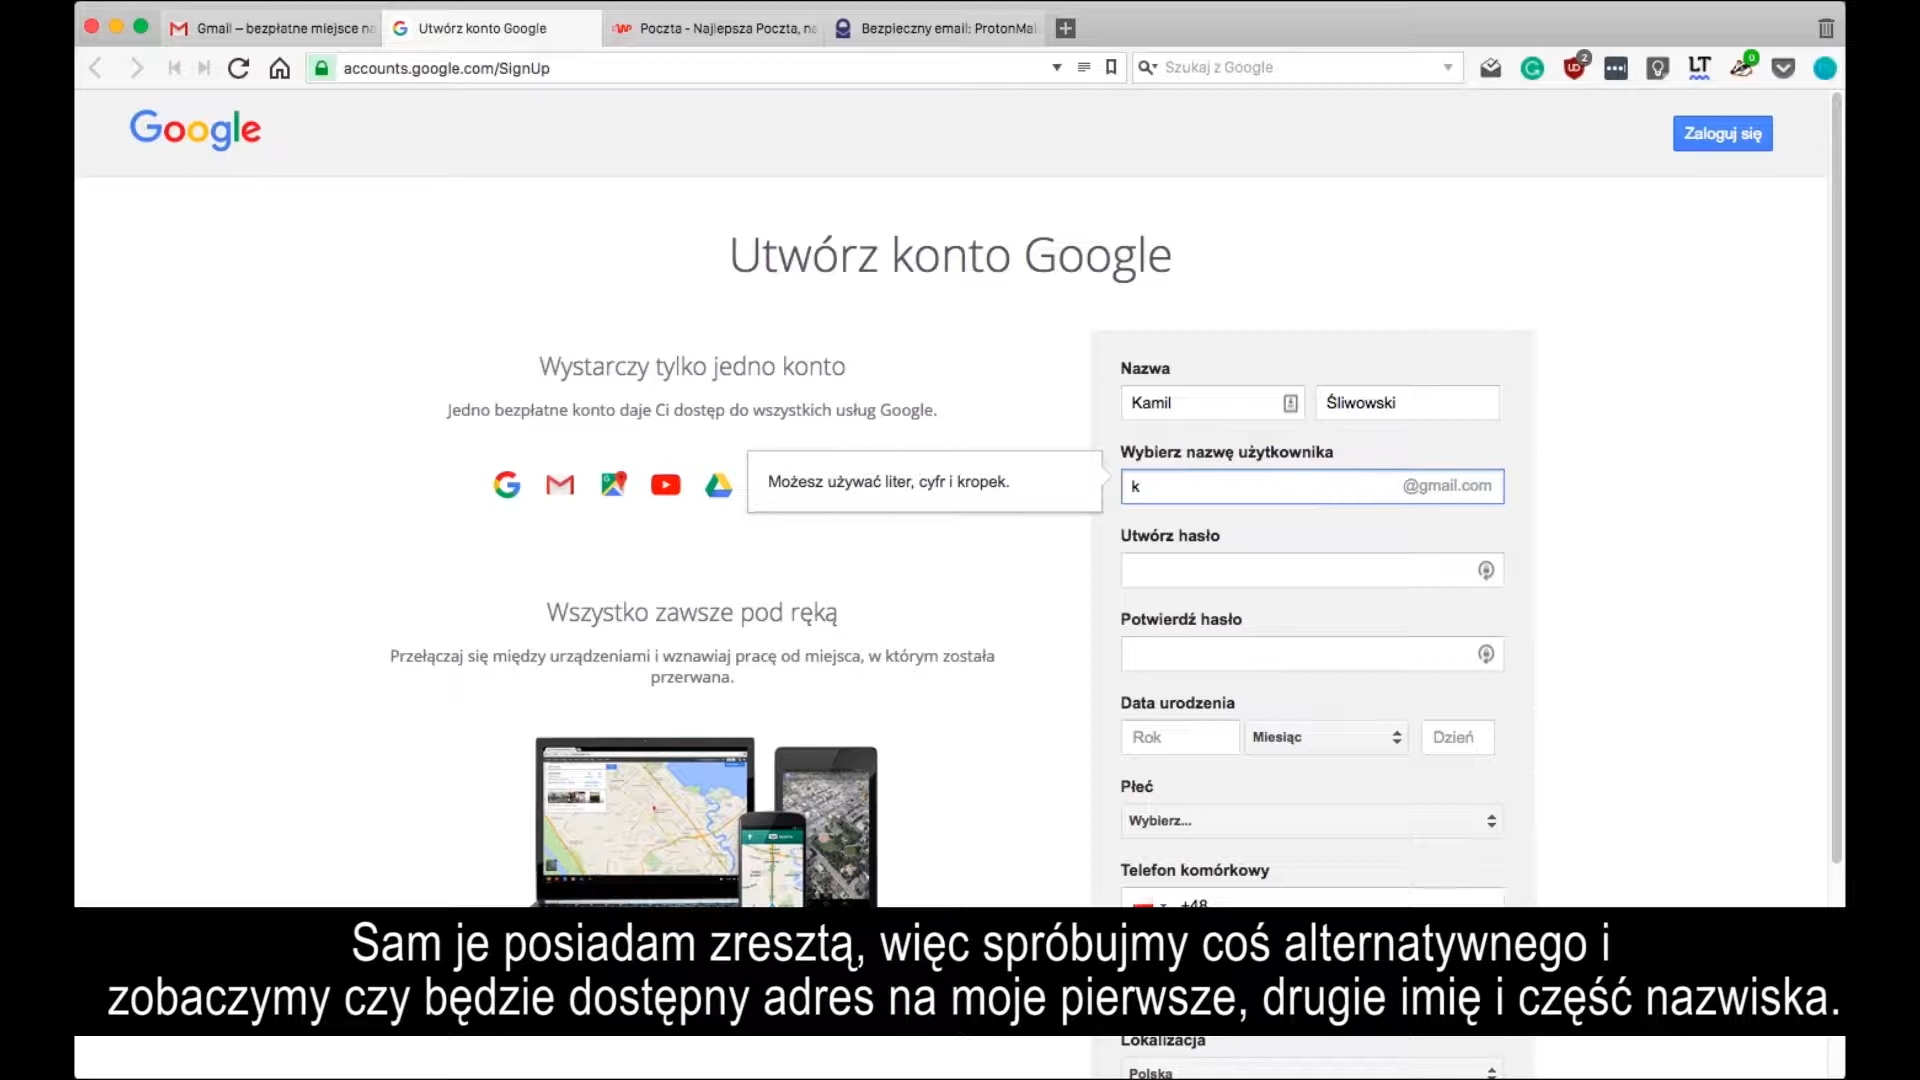 Gmail – bezpłatne miejsce na
Utwórz konto Google
Poczta - Najlepsza Poczta, na
Bezpieczny email: ProtonMai
accounts.google.com/SignUp
Szukaj z Google
2
LT
0
Google
Zaloguj się
Utwórz konto Google
Wystarczy tylko jedno konto
Jedno bezpłatne konto daje Ci dostęp do wszystkich usług Google.
Wszystko zawsze pod ręką
Przełączaj się między urządzeniami i wznawiaj pracę od miejsca, w którym została
przerwana.
Nazwa
Kamil
Śliwowski
Wybierz nazwę użytkownika
Możesz używać liter, cyfr i kropek.
k
@gmail.com
Utwórz hasło
Potwierdź hasło
Data urodzenia
Rok
Miesiąc
Dzień
Płeć
Wybierz...
Telefon komórkowy
+48
Sam je posiadam zresztą, więc spróbujmy coś alternatywnego i
zobaczymy czy będzie dostępny adres na moje pierwsze, drugie imię i część nazwiska.
Lokalizacja
Polska